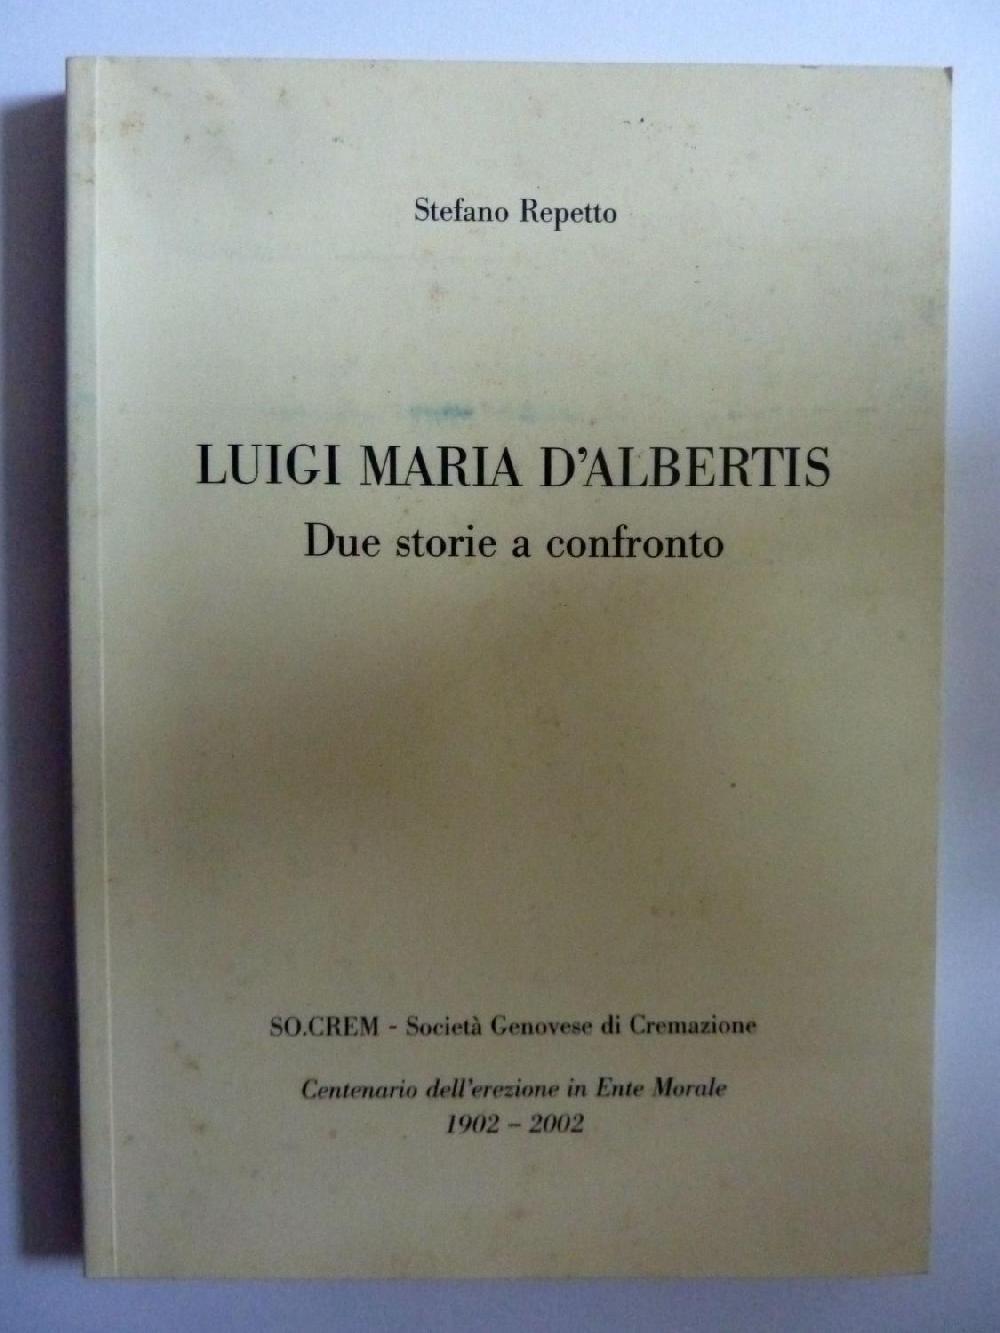 Stefano Repetto
LUIGI MARIA D'ALBERTIS
Due storie a confronto
SO.CREM - Società Genovese di Cremazione
Centenario dell'erezione in Ente Morale
1902 – 2002